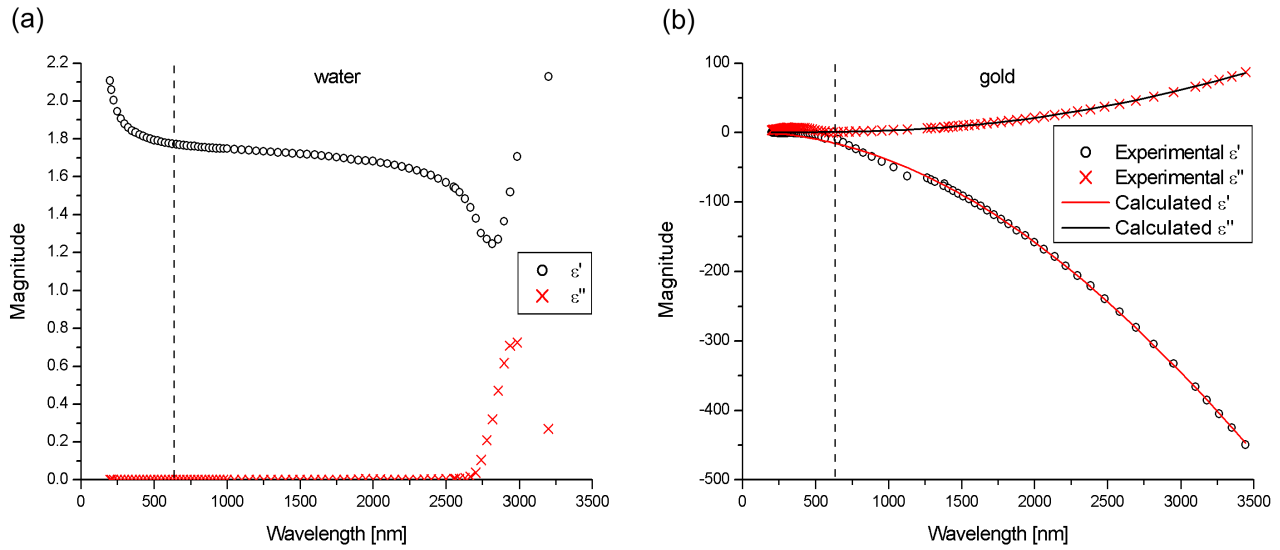 (a)
water
2.2
2.0
1.8
1.6
1.4
1.2
1.0
0.8
0.6
0.4
0.2
0.0
Magnitude
ε'
ε''
0 500 1000 1500 2000 2500 3000 3500
Wavelength [nm]
(b)
gold
100
0
-100
-200
-300
-400
-500
Magnitude
Experimental ε'
Experimental ε''
Calculated ε'
Calculated ε''
0 500 1000 1500 2000 2500 3000 3500
Wavelength [nm]